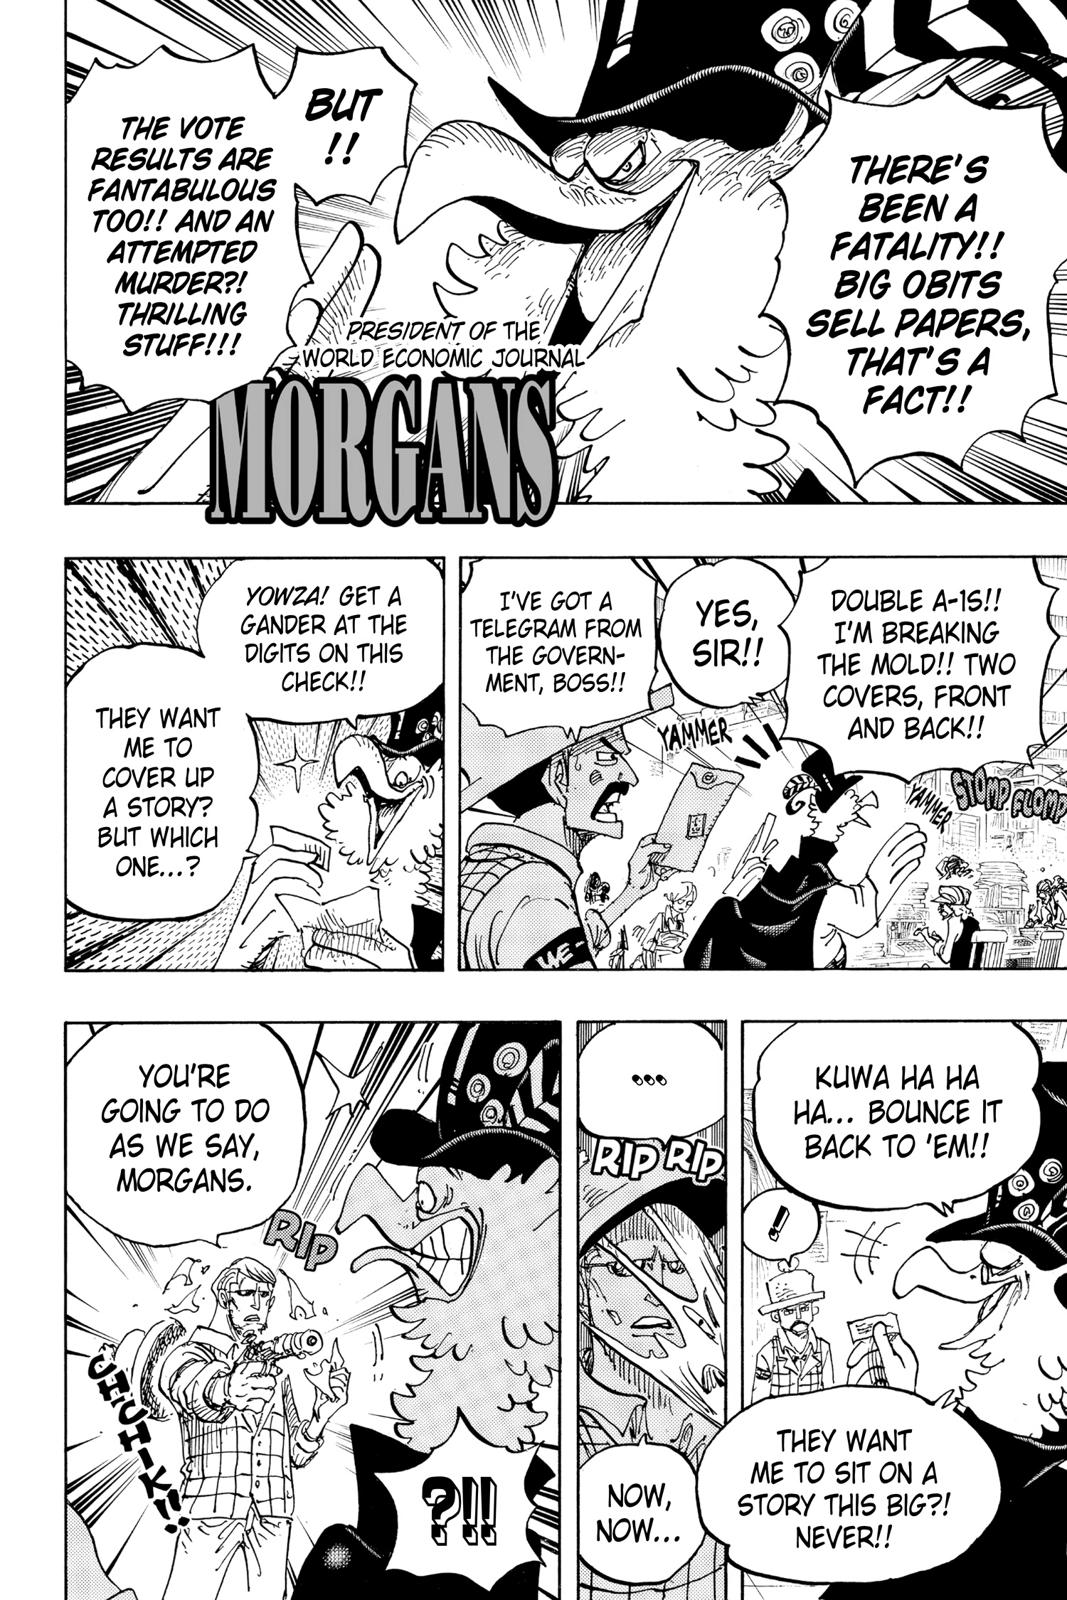 THERE'S
BEEN A
FATALITY!!
BIG OBITS
SELL PAPERS,
THAT'S A
FACT!!
BUT
!!
THE VOTE
RESULTS ARE
FANTABULOUS
TOO!! AND AN
ATTEMPTED
MURDER?!
THRILLING
STUFF!!!
PRESIDENT OF THE
WORLD ECONOMIC JOURNAL
MORGANS
DOUBLE A-1S!!
I'M BREAKING
THE MOLD!! TWO
COVERS, FRONT
AND BACK!!
YES,
SIR!!
I'VE GOT A
TELEGRAM FROM
THE GOVERN-
MENT, BOSS!!
YAMMER
YAMMER
STOMP
FLOMP
WE
YOWZA! GET A
GANDER AT THE
DIGITS ON THIS
CHECK!!
THEY WANT
ME TO
COVER UP
A STORY?
BUT WHICH
ONE...?
KUWA HA HA
HA... BOUNCE IT
BACK TO 'EM!!
!
THEY WANT
ME TO SIT ON A
STORY THIS BIG?!
NEVER!!
...
RIP RIP
NOW,
NOW...
YOU'RE
GOING TO DO
AS WE SAY,
MORGANS.
RIP
CHCHIK!!
?!!